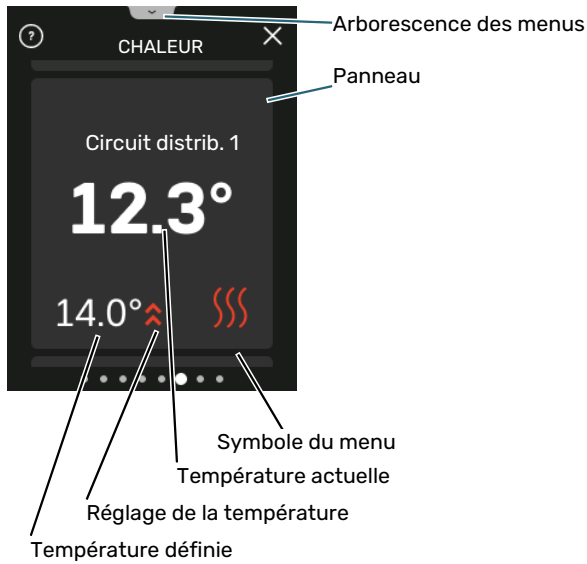 Arborescence des menus
?
CHALEUR
Panneau
Circuit distrib. 1
12.3°
14.0°
Symbole du menu
Température actuelle
Réglage de la température
Température définie